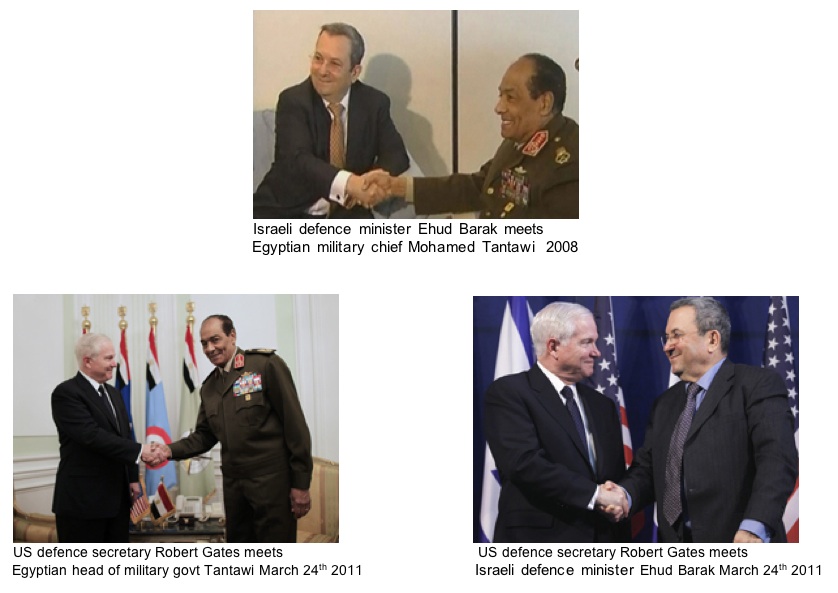 Israeli defence minister Ehud Barak meets
Egyptian military chief Mohamed Tantawi 2008
US defence secretary Robert Gates meets
Egyptian head of military govt Tantawi March 24th 2011
US defence secretary Robert Gates meets
Israeli defence minister Ehud Barak March 24th 2011